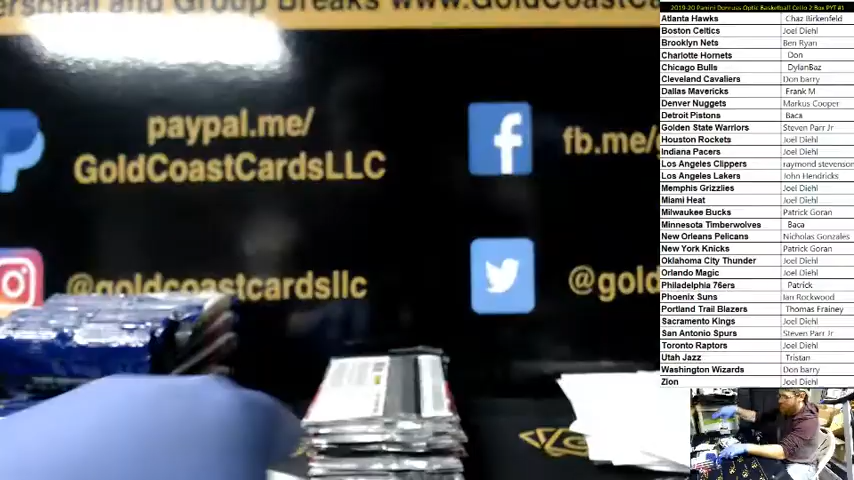 sonal and Group Breaks www.GoldCoastCa
paypal.me/
GoldCoastCardsLLC
fb.me/
@goldcoastcardsllc
@gold
2019-20 Panini Donruss Optic Basketball Cello 2 Box PYT #1
Atlanta Hawks Chaz Birkenfeld
Boston Celtics Joel Diehl
Brooklyn Nets Ben Ryan
Charlotte Hornets Don
Chicago Bulls DylanBaz
Cleveland Cavaliers Don barry
Dallas Mavericks Frank M
Denver Nuggets Markus Cooper
Detroit Pistons Baca
Golden State Warriors Steven Parr Jr
Houston Rockets Joel Diehl
Indiana Pacers Joel Diehl
Los Angeles Clippers raymond stevenson
Los Angeles Lakers John Hendricks
Memphis Grizzlies Joel Diehl
Miami Heat Joel Diehl
Milwaukee Bucks Patrick Goran
Minnesota Timberwolves Baca
New Orleans Pelicans Nicholas Gonzales
New York Knicks Patrick Goran
Oklahoma City Thunder Joel Diehl
Orlando Magic Joel Diehl
Philadelphia 76ers Patrick
Phoenix Suns Ian Rockwood
Portland Trail Blazers Thomas Frainey
Sacramento Kings Joel Diehl
San Antonio Spurs Steven Parr Jr
Toronto Raptors Joel Diehl
Utah Jazz Tristan
Washington Wizards Don barry
Zion Joel Diehl